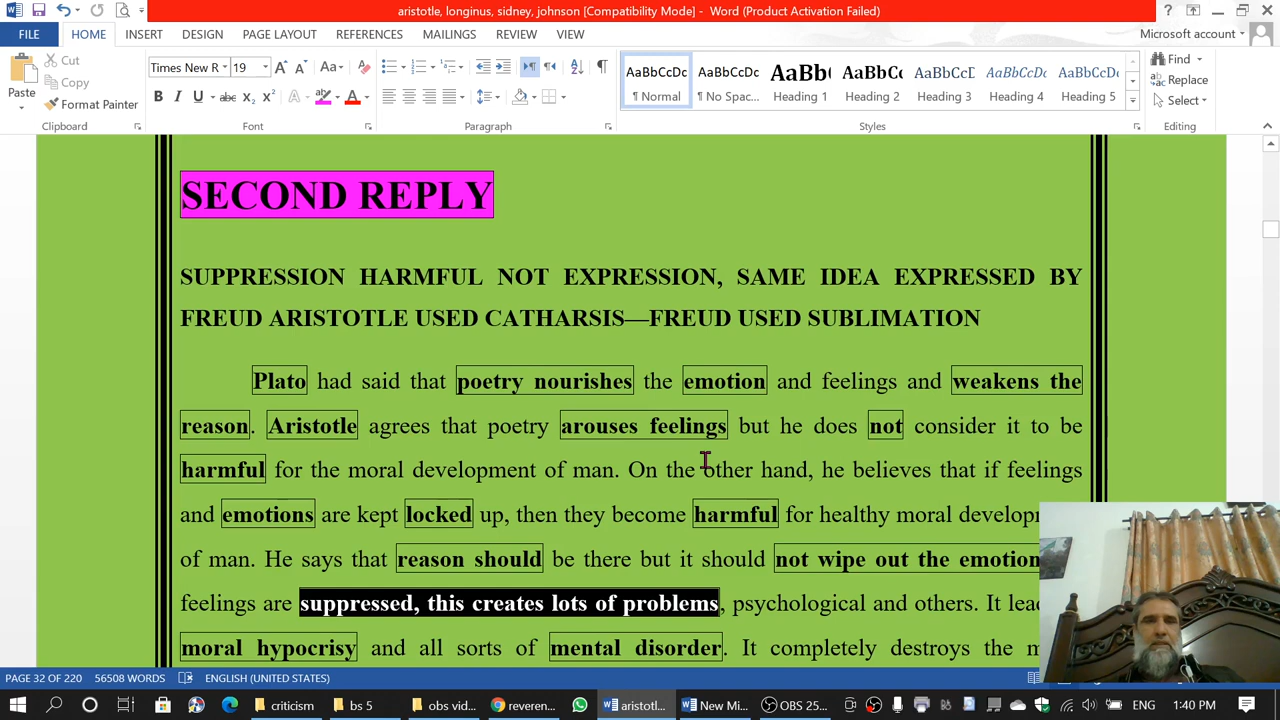 aristotle, longinus, sidney, johnson [Compatibility Mode] - Word (Product Activation Failed)
FILE HOME INSERT DESIGN PAGE LAYOUT REFERENCES MAILINGS REVIEW VIEW Microsoft account
Cut
Copy
Format Painter
Paste
Times New R 19
Find
Replace
Select
AaBbCcDc AaBbCcDc AaBb( AaBbCc AaBbCcD AaBbCcD AaBbCcD
¶ Normal ¶ No Spac... Heading 1 Heading 2 Heading 3 Heading 4 Heading 5
Clipboard Font Paragraph Styles Editing
SECOND REPLY
SUPPRESSION HARMFUL NOT EXPRESSION, SAME IDEA EXPRESSED BY
FREUD ARISTOTLE USED CATHARSIS—FREUD USED SUBLIMATION
Plato had said that poetry nourishes the emotion and feelings and weakens the
reason. Aristotle agrees that poetry arouses feelings but he does not consider it to be
harmful for the moral development of man. On the other hand, he believes that if feelings
and emotions are kept locked up, then they become harmful for healthy moral develop
of man. He says that reason should be there but it should not wipe out the emotion
feelings are suppressed, this creates lots of problems, psychological and others. It lea
moral hypocrisy and all sorts of mental disorder. It completely destroys the m
PAGE 32 OF 220 56508 WORDS ENGLISH (UNITED STATES)
criticism bs 5 obs vid... reveren... aristotl... New Mi... OBS 25... ENG 1:40 PM